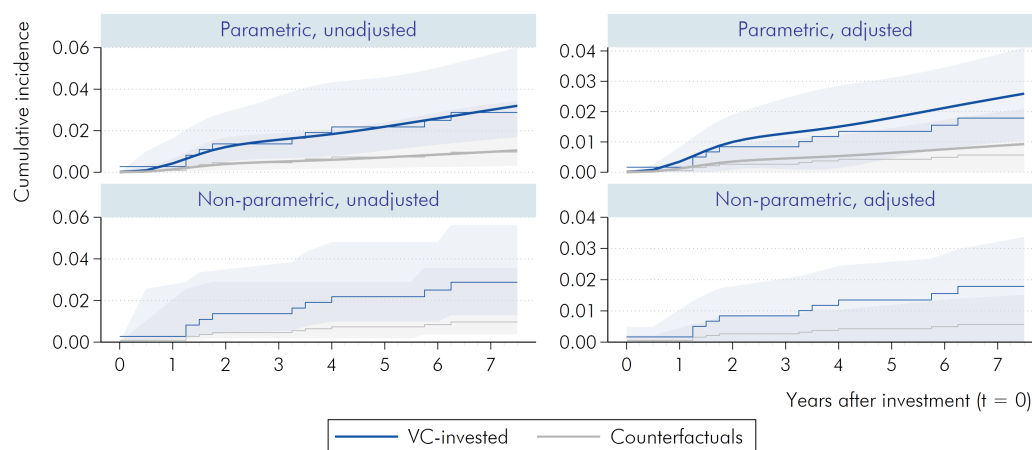 Cumulative incidence
Parametric, unadjusted
0.06
0.04
0.02
0.00
Parametric, adjusted
0.04
0.03
0.02
0.01
0.00
Non-parametric, unadjusted
0.06
0.04
0.02
0.00
0 1 2 3 4 5 6 7
Non-parametric, adjusted
0.04
0.03
0.02
0.01
0.00
0 1 2 3 4 5 6 7
Years after investment (t = 0)
VC-invested Counterfactuals